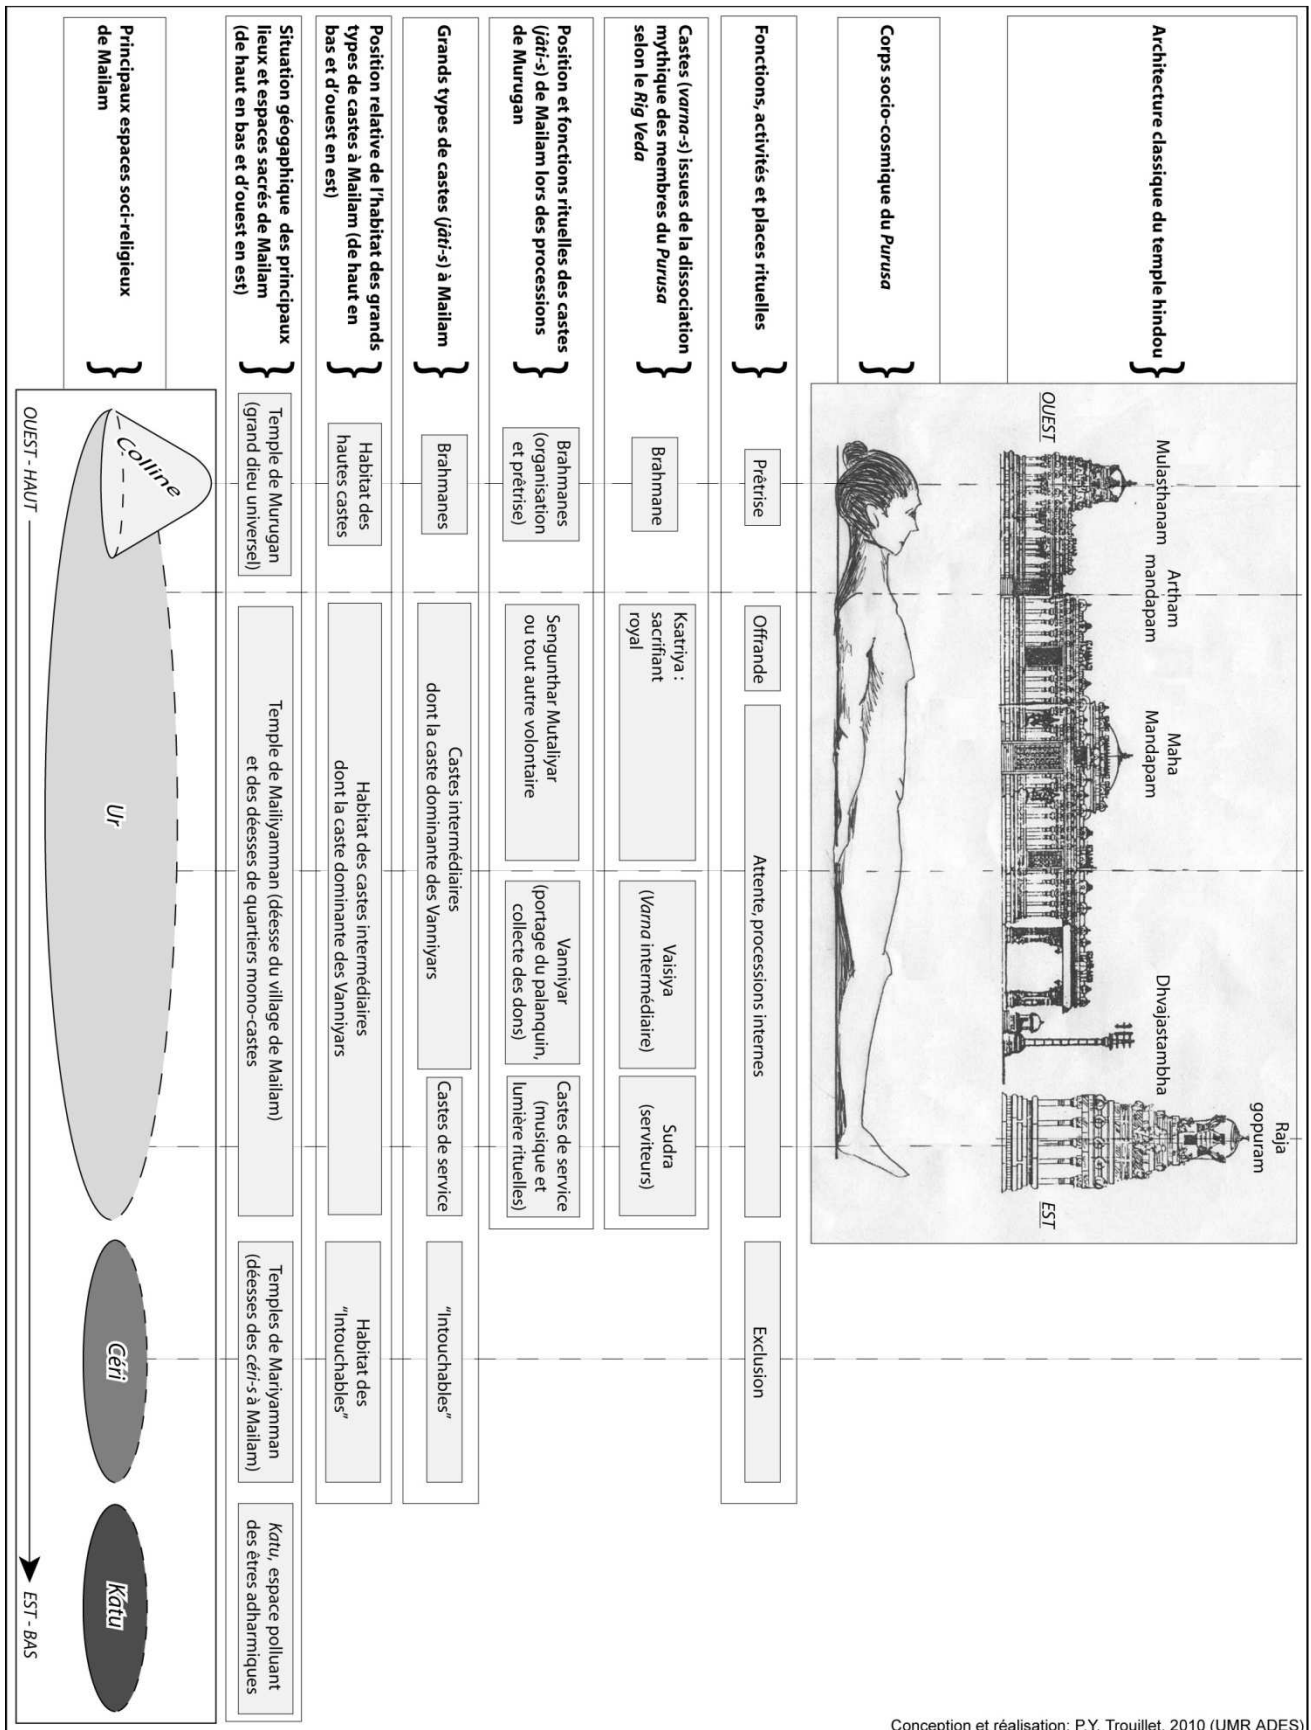 Architecture classique du temple hindou
OUEST
Mulasthanam
Artham
mandapam
Maha
Mandapam
Dhvajastambha
Raja
gopuram
EST
Corps socio-cosmique du Purusa
Fonctions, activités et places rituelles
Prêtrise
Offrande
Attente, processions internes
Exclusion
Castes (varna-s) issues de la dissociation
mythique des membres du Purusa
selon le Rig Veda
Brahmane
Ksatriya :
sacrifiant
royal
Vaisiya
(Varna intermédiaire)
Sudra
(serviteurs)
Position et fonctions rituelles des castes
(jâti-s) de Mailam lors des processions
de Murugan
Brahmanes
(organisation
et prêtrise)
Sengunthar Mutaliyar
ou tout autre volontaire
Vanniyar
(portage du palanquin,
collecte des dons)
Castes de service
(musique et
lumière rituelles)
Grands types de castes (jâti-s) à Mailam
Brahmanes
Castes intermédiaires
dont la caste dominante des Vanniyars
Castes de service
"Intouchables"
Position relative de l'habitat des grands
types de castes à Mailam (de haut en
bas et d'ouest en est)
Habitat des
hautes castes
Habitat des castes intermédiaires
dont la caste dominante des Vanniyars
Habitat des
"Intouchables"
Situation géogaphique des principaux
lieux et espaces sacrés de Mailam
(de haut en bas et d'ouest en est)
Temple de Murugan
(grand dieu universel)
Temple de Mailiyamman (déesse du village de Mailam)
et des déesses de quartiers mono-castes
Temples de Mariyamman
(déesses des céri-s à Mailam)
Katu, espace polluant
des êtres adharmiques
Principaux espaces soci-religieux
de Mailam
Colline
Ur
Céri
Katu
OUEST - HAUT
EST - BAS
Conception et réalisation: P.Y. Trouillet, 2010 (UMR ADES)